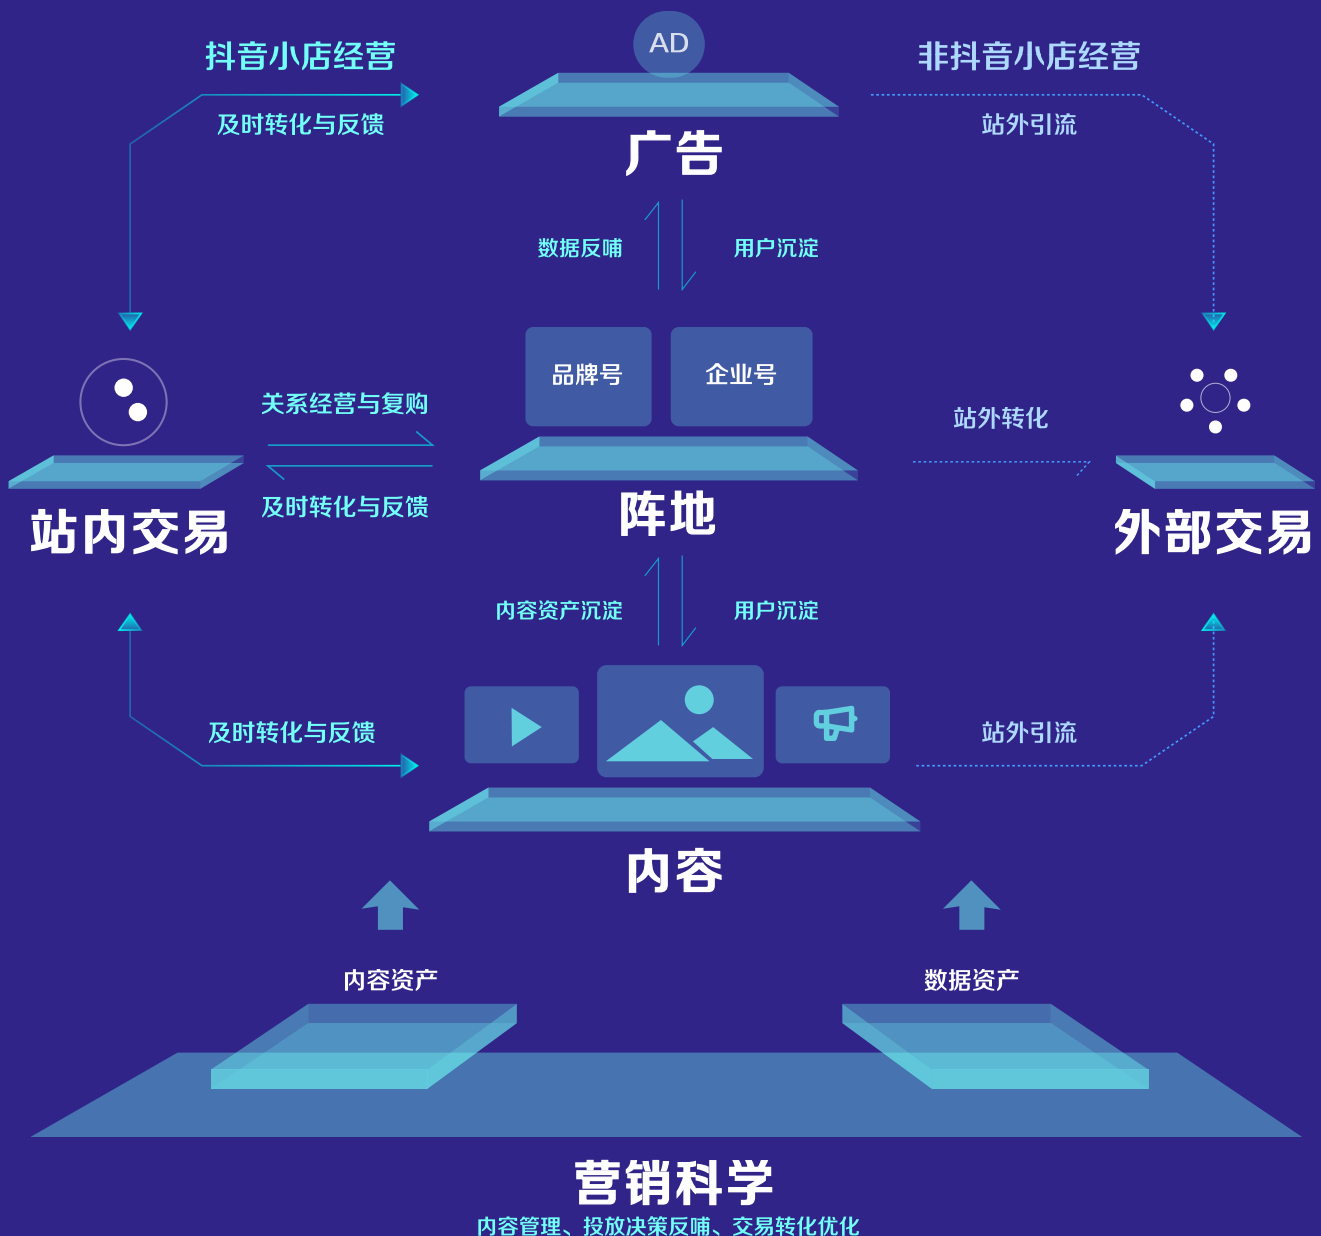 AD
抖音小店经营
非抖音小店经营
及时转化与反馈
站外引流
广告
数据反哺
用户沉淀
品牌号
企业号
关系经营与复购
站外转化
及时转化与反馈
阵地
站内交易
外部交易
内容资产沉淀
用户沉淀
及时转化与反馈
站外引流
内容
内容资产
数据资产
营销科学
内容管理、投放决策反哺、交易转化优化